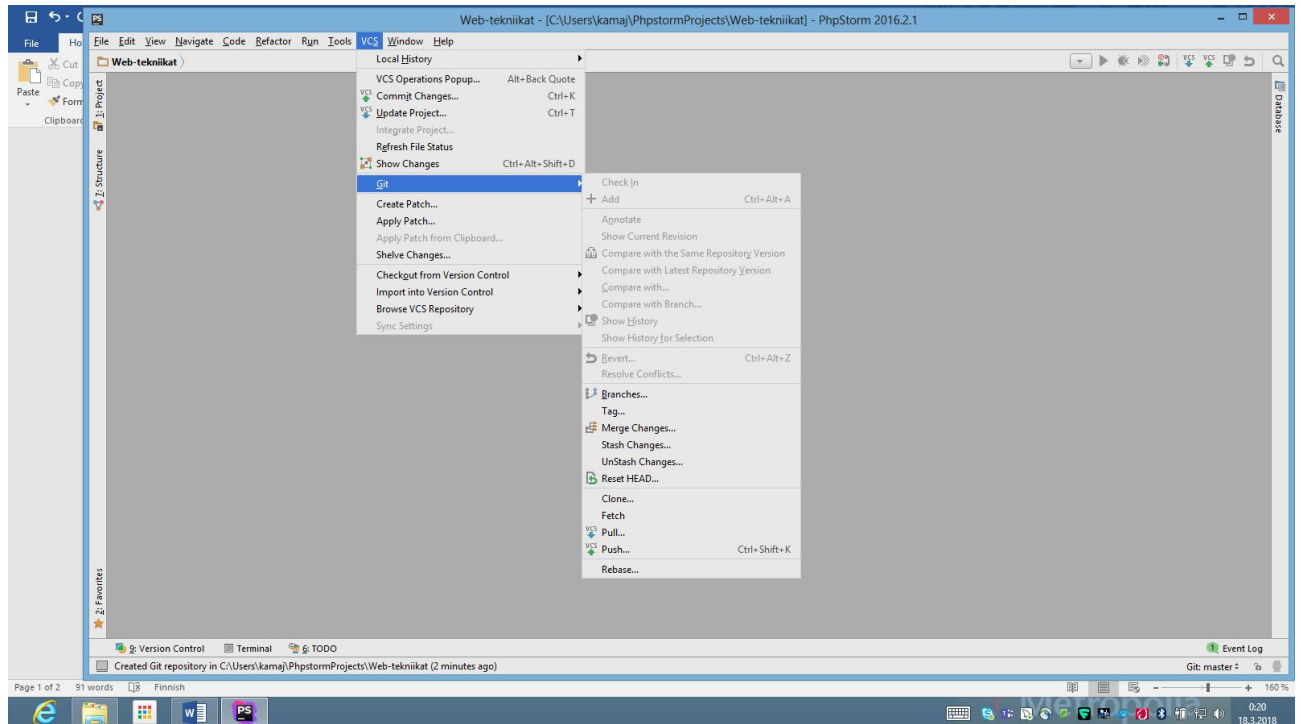 Web-tekniikat - [C:\Users\kamaj\PhpstormProjects\Web-tekniikat] - PhpStorm 2016.2.1
File
Ho
File Edit View Navigate Code Refactor Run Tools VCS Window Help
Cut
Copy
Paste
Form
Clipboard
Web-tekniikat
1: Project
7: Structure
2: Favorites
Database
Local History
VCS Operations Popup... Alt+Back Quote
Commit Changes... Ctrl+K
Update Project... Ctrl+T
Integrate Project...
Refresh File Status
Show Changes Ctrl+Alt+Shift+D
Git
Create Patch...
Apply Patch...
Apply Patch from Clipboard...
Shelve Changes...
Checkout from Version Control
Import into Version Control
Browse VCS Repository
Sync Settings
Check In
Add Ctrl+Alt+A
Annotate
Show Current Revision
Compare with the Same Repository Version
Compare with Latest Repository Version
Compare with...
Compare with Branch...
Show History
Show History for Selection
Revert... Ctrl+Alt+Z
Resolve Conflicts...
Branches...
Tag...
Merge Changes...
Stash Changes...
UnStash Changes...
Reset HEAD...
Clone...
Fetch
VCS Pull...
VCS Push... Ctrl+Shift+K
Rebase...
9: Version Control Terminal 6: TODO
1 Event Log
Created Git repository in C:\Users\kamaj\PhpstormProjects\Web-tekniikat (2 minutes ago)
Git: master
Page 1 of 2 91 words Finnish
160 %
Metropolia
0:20
18.3.2018